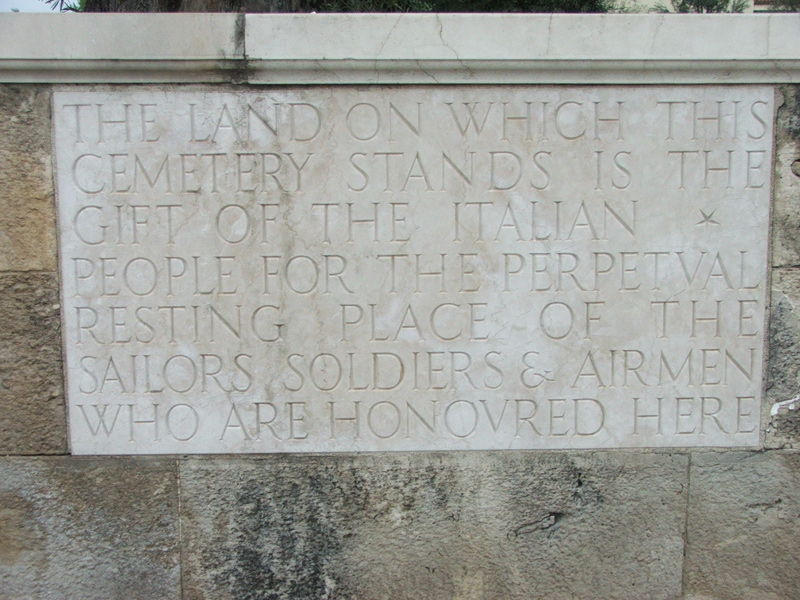 THE LAND ON WHICH THIS
CEMETERY STANDS IS THE
GIFT OF THE ITALIAN ★
PEOPLE FOR THE PERPETVAL
RESTING PLACE OF THE
SAILORS SOLDIERS & AIRMEN
WHO ARE HONOVRED HERE